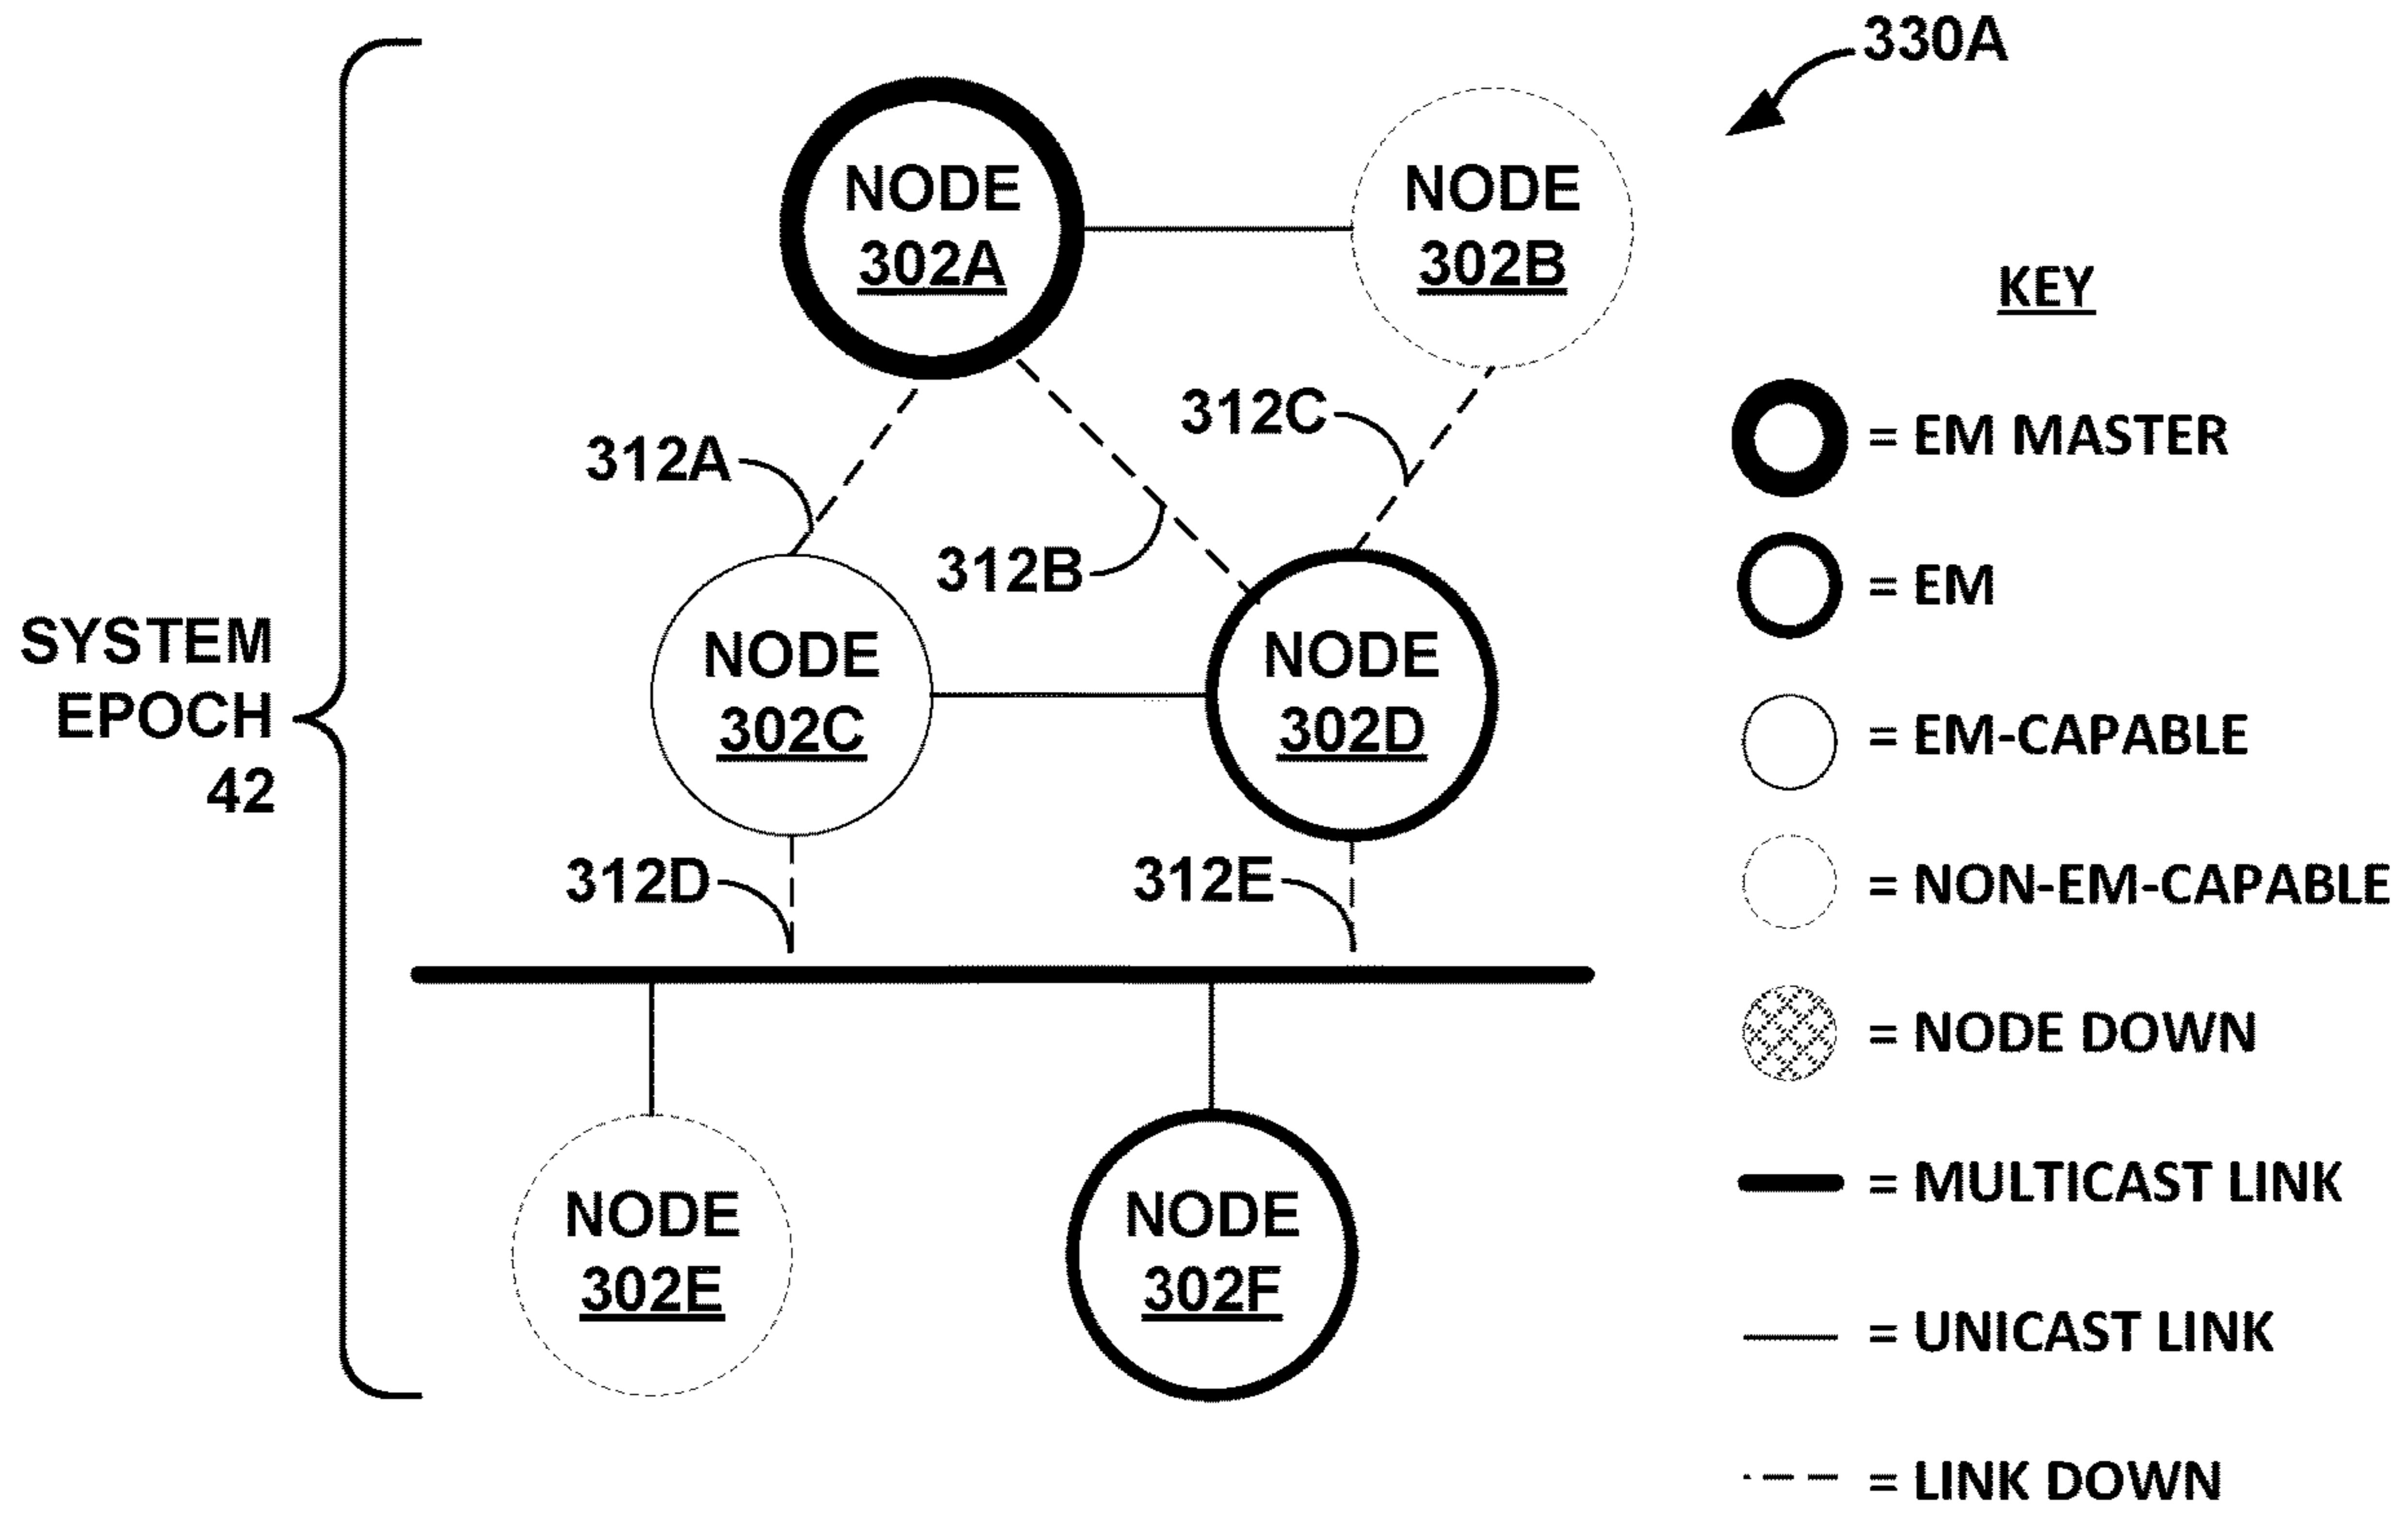 330A
NODE
302A
NODE
302B
KEY
312A
312B
312C
= EM MASTER
= EM
SYSTEM
EPOCH
42
NODE
302C
NODE
302D
= EM-CAPABLE
312D
312E
= NON-EM-CAPABLE
= NODE DOWN
NODE
302E
NODE
302F
= MULTICAST LINK
= UNICAST LINK
= LINK DOWN